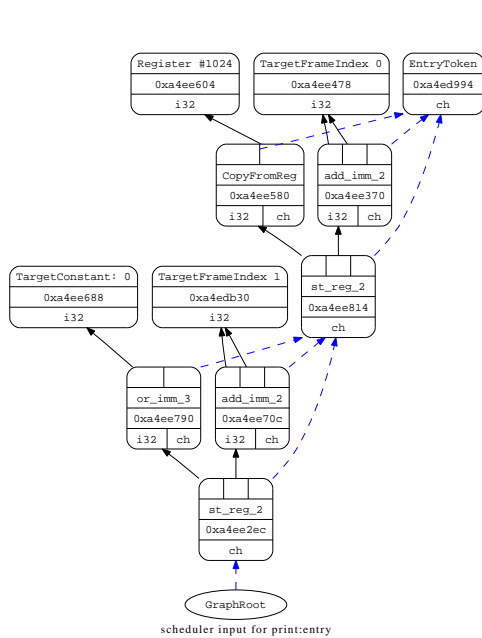 Register #1024
0xa4ee604
i32
TargetFrameIndex 0
0xa4ee478
i32
EntryToken
0xa4ed994
ch
CopyFromReg
0xa4ee580
i32 ch
add_imm_2
0xa4ee370
i32 ch
st_reg_2
0xa4ee814
ch
TargetConstant: 0
0xa4ee688
i32
TargetFrameIndex 1
0xa4edb30
i32
or_imm_3
0xa4ee790
i32 ch
add_imm_2
0xa4ee70c
i32 ch
st_reg_2
0xa4ee2ec
ch
GraphRoot
scheduler input for print:entry